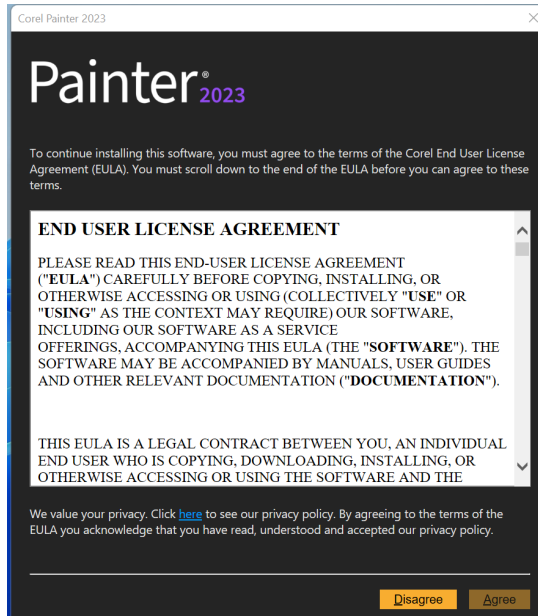 Corel Painter 2023
Painter®
2023
To continue installing this software, you must agree to the terms of the Corel End User License
Agreement (EULA). You must scroll down to the end of the EULA before you can agree to these
terms.
END USER LICENSE AGREEMENT
PLEASE READ THIS END-USER LICENSE AGREEMENT
("EULA") CAREFULLY BEFORE COPYING, INSTALLING, OR
OTHERWISE ACCESSING OR USING (COLLECTIVELY "USE" OR
"USING" AS THE CONTEXT MAY REQUIRE) OUR SOFTWARE,
INCLUDING OUR SOFTWARE AS A SERVICE
OFFERINGS, ACCOMPANYING THIS EULA (THE "SOFTWARE"). THE
SOFTWARE MAY BE ACCOMPANIED BY MANUALS, USER GUIDES
AND OTHER RELEVANT DOCUMENTATION ("DOCUMENTATION").
THIS EULA IS A LEGAL CONTRACT BETWEEN YOU, AN INDIVIDUAL
END USER WHO IS COPYING, DOWNLOADING, INSTALLING, OR
OTHERWISE ACCESSING OR USING THE SOFTWARE AND THE
We value your privacy. Click here to see our privacy policy. By agreeing to the terms of the
EULA you acknowledge that you have read, understood and accepted our privacy policy.
Disagree Agree